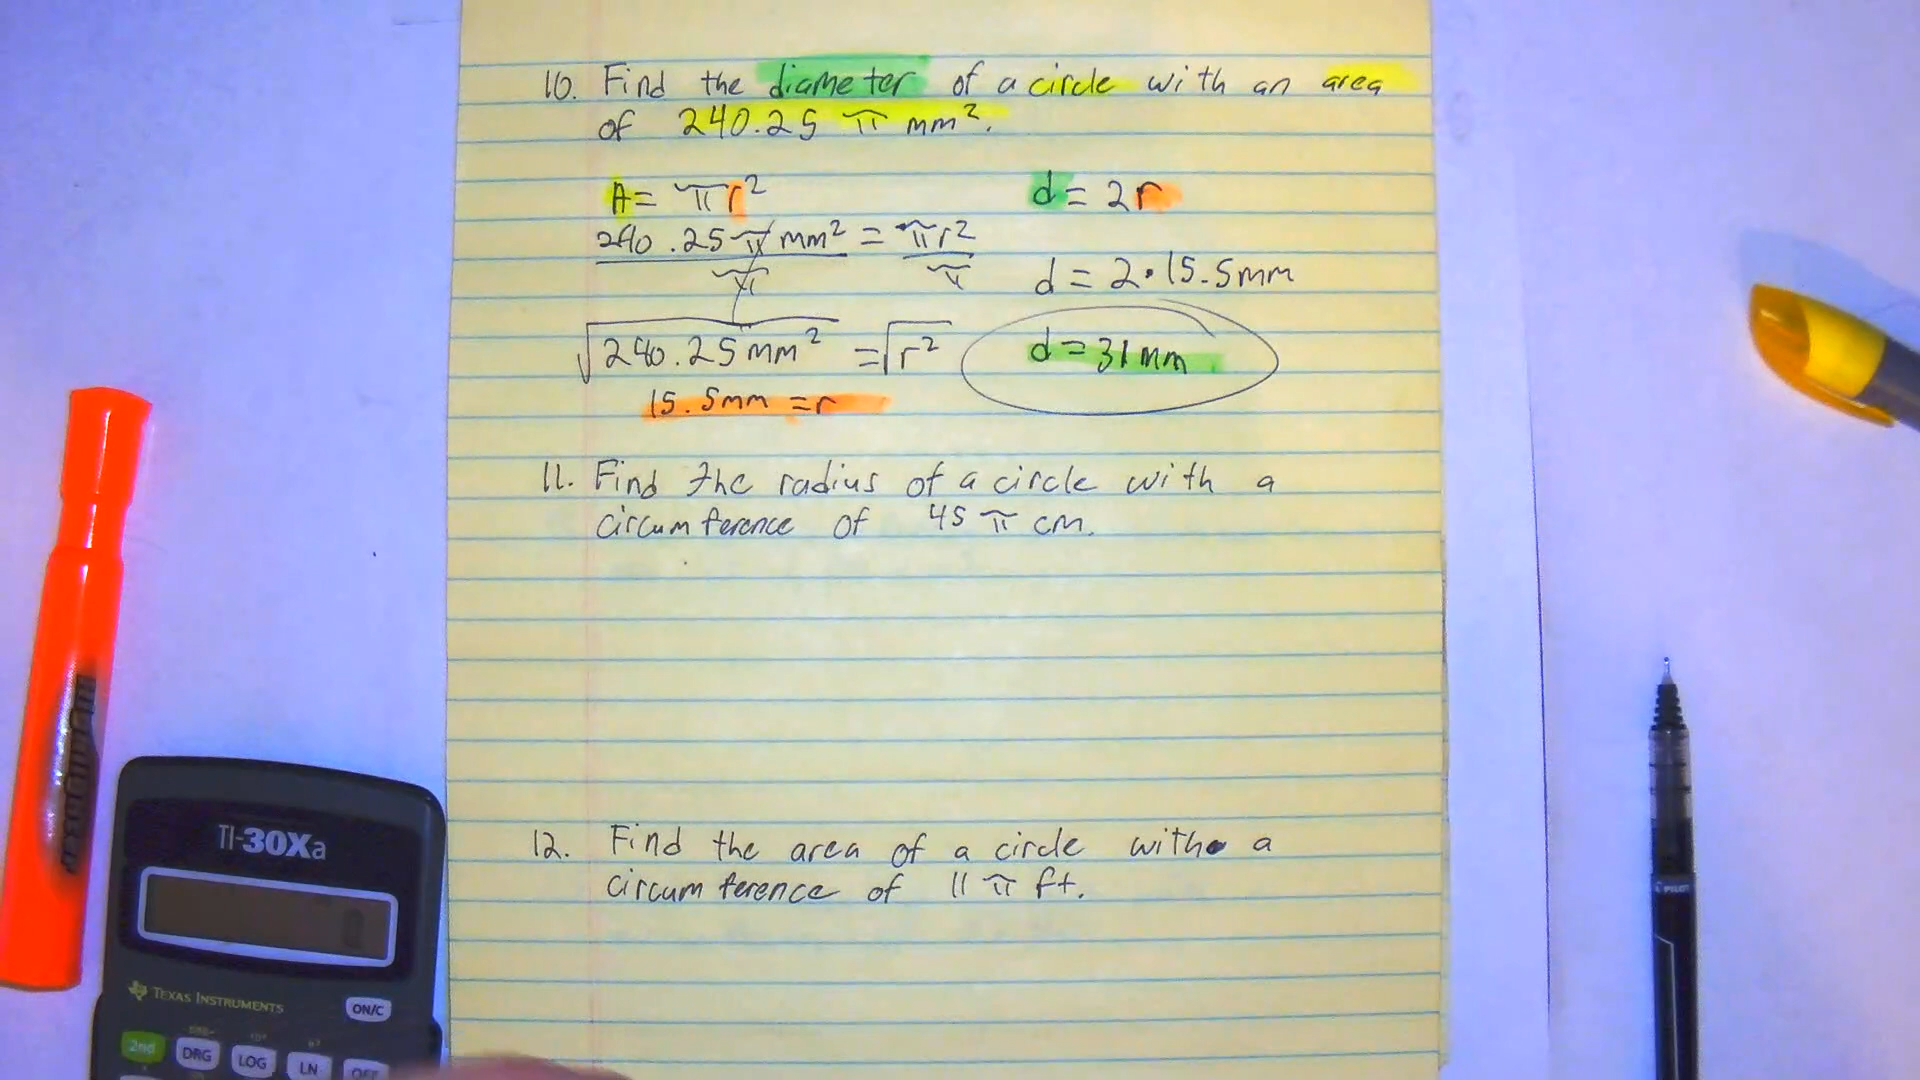 10. Find the diameter of a circle with an area
of 240.25 π mm².
A = πr²
d = 2r
240.25 π mm² = πr²
π π
d = 2·15.5mm
√240.25mm² = √r²
d = 31mm
15.5mm = r
11. Find the radius of a circle with a
circumference of 45 π cm.
12. Find the area of a circle with a
circumference of 11 π ft.
TI-30Xa
TEXAS INSTRUMENTS
ON/C
2nd
DRG
LOG
LN
OFF
PILOT